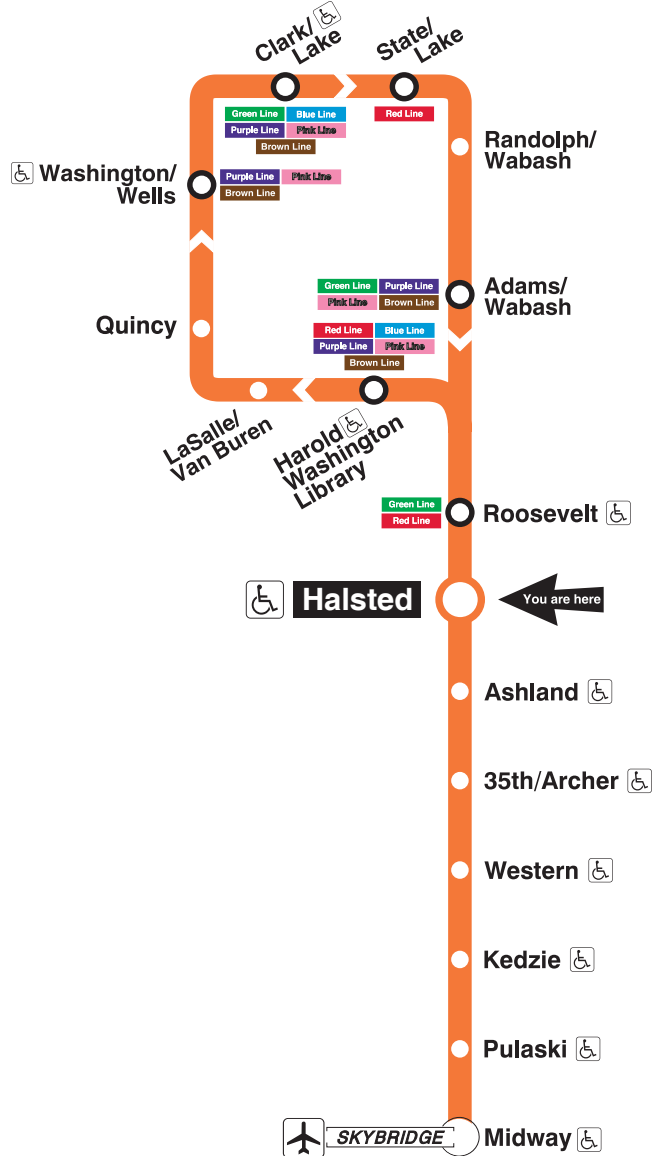 Clark/
Lake
State/
Lake
Green Line Blue Line
Purple Line Pink Line
Brown Line
Red Line
Randolph/
Wabash
Washington/
Wells
Purple Line Pink Line
Brown Line
Green Line Purple Line
Pink Line Brown Line
Adams/
Wabash
Quincy
Red Line Blue Line
Purple Line Pink Line
Brown Line
LaSalle/
Van Buren
Harold
Washington
Library
Green Line
Red Line
Roosevelt
Halsted
You are here
Ashland
35th/Archer
Western
Kedzie
Pulaski
SKYBRIDGE
Midway